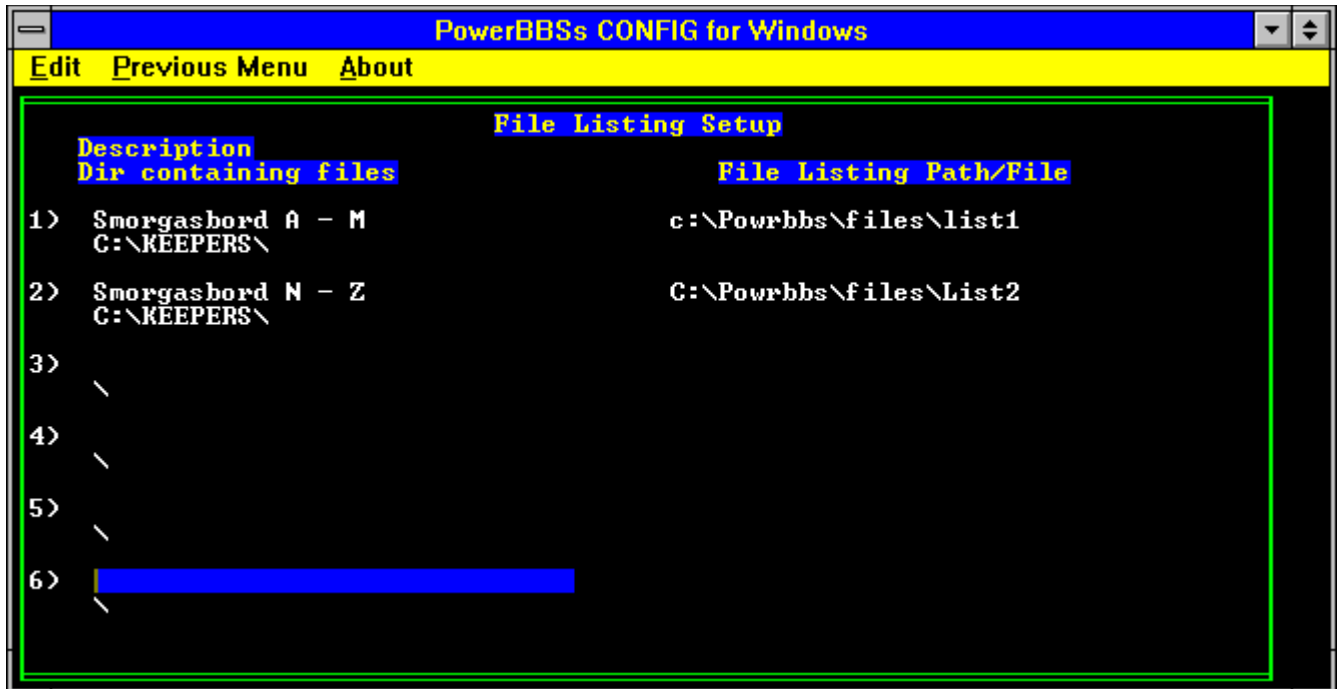 PowerBBSs CONFIG for Windows
Edit Previous Menu About
File Listing Setup
Description
Dir containing files File Listing Path/File
1) Smorgasbord A - M c:\Powrbbs\files\list1
C:\KEEPERS\
2) Smorgasbord N - Z C:\Powrbbs\files\List2
C:\KEEPERS\
3)
\
4)
\
5)
\
6)
\